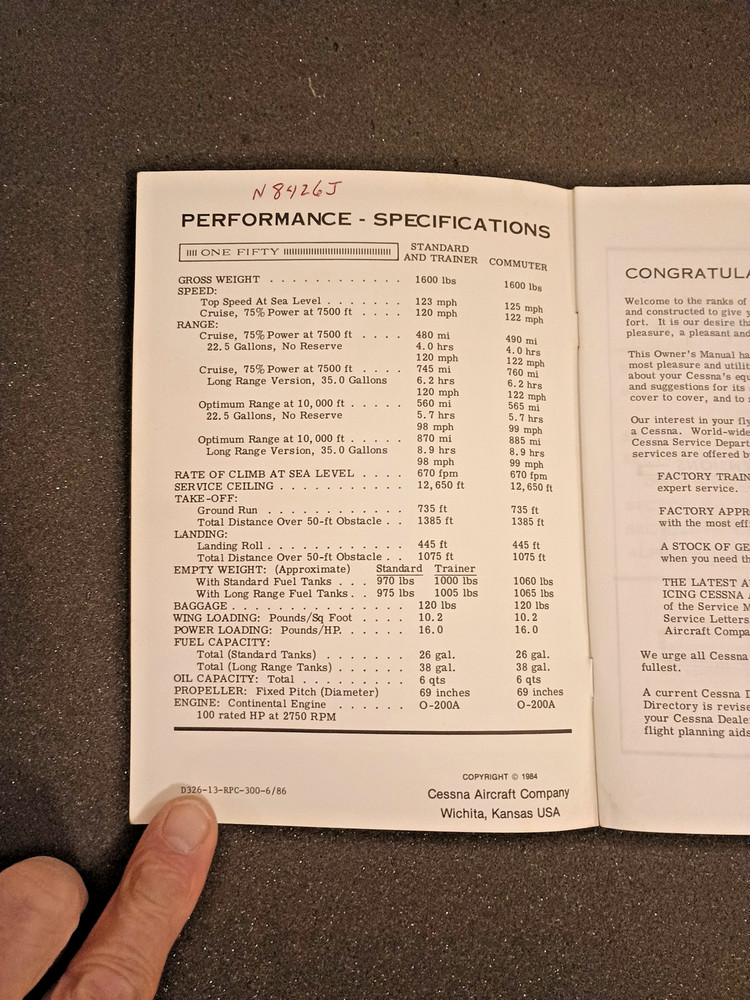 N8426J
PERFORMANCE - SPECIFICATIONS
ONE FIFTY STANDARD AND TRAINER COMMUTER
GROSS WEIGHT . . . . . . . . . . . . 1600 lbs 1600 lbs
SPEED:
Top Speed At Sea Level . . . . . . . 123 mph 125 mph
Cruise, 75% Power at 7500 ft . . . . 120 mph 122 mph
RANGE:
Cruise, 75% Power at 7500 ft . . . . 480 mi 490 mi
22.5 Gallons, No Reserve 4.0 hrs 4.0 hrs
120 mph 122 mph
Cruise, 75% Power at 7500 ft . . . . 745 mi 760 mi
Long Range Version, 35.0 Gallons 6.2 hrs 6.2 hrs
120 mph 122 mph
Optimum Range at 10,000 ft . . . . . 560 mi 565 mi
22.5 Gallons, No Reserve 5.7 hrs 5.7 hrs
98 mph 99 mph
Optimum Range at 10,000 ft . . . . . 870 mi 885 mi
Long Range Version, 35.0 Gallons 8.9 hrs 8.9 hrs
98 mph 99 mph
RATE OF CLIMB AT SEA LEVEL . . . . 670 fpm 670 fpm
SERVICE CEILING . . . . . . . . . . . 12,650 ft 12,650 ft
TAKE-OFF:
Ground Run . . . . . . . . . . . . 735 ft 735 ft
Total Distance Over 50-ft Obstacle . . 1385 ft 1385 ft
LANDING:
Landing Roll . . . . . . . . . . . . 445 ft 445 ft
Total Distance Over 50-ft Obstacle . . 1075 ft 1075 ft
EMPTY WEIGHT: (Approximate) Standard Trainer
With Standard Fuel Tanks . . . 970 lbs 1000 lbs 1060 lbs
With Long Range Fuel Tanks . . 975 lbs 1005 lbs 1065 lbs
BAGGAGE . . . . . . . . . . . . . . . 120 lbs 120 lbs
WING LOADING: Pounds/Sq Foot . . . . 10.2 10.2
POWER LOADING: Pounds/HP. . . . . . 16.0 16.0
FUEL CAPACITY:
Total (Standard Tanks) . . . . . . . 26 gal. 26 gal.
Total (Long Range Tanks) . . . . . . 38 gal. 38 gal.
OIL CAPACITY: Total . . . . . . . . . 6 qts 6 qts
PROPELLER: Fixed Pitch (Diameter) 69 inches 69 inches
ENGINE: Continental Engine . . . . . . O-200A O-200A
100 rated HP at 2750 RPM
COPYRIGHT © 1984
D326-13-RPC-300-6/86
Cessna Aircraft Company
Wichita, Kansas USA
CONGRATULA
Welcome to the ranks of
and constructed to give y
fort. It is our desire tha
pleasure, a pleasant and
This Owner's Manual ha
most pleasure and utilit
about your Cessna's equ
and suggestions for its
cover to cover, and to
Our interest in your fly
a Cessna. World-wide
Cessna Service Depart
services are offered b
FACTORY TRAIN
expert service.
FACTORY APPR
with the most eff
A STOCK OF GE
when you need th
THE LATEST A
ICING CESSNA
of the Service M
Service Letters
Aircraft Compa
We urge all Cessna
fullest.
A current Cessna D
Directory is revise
your Cessna Deale
flight planning aids